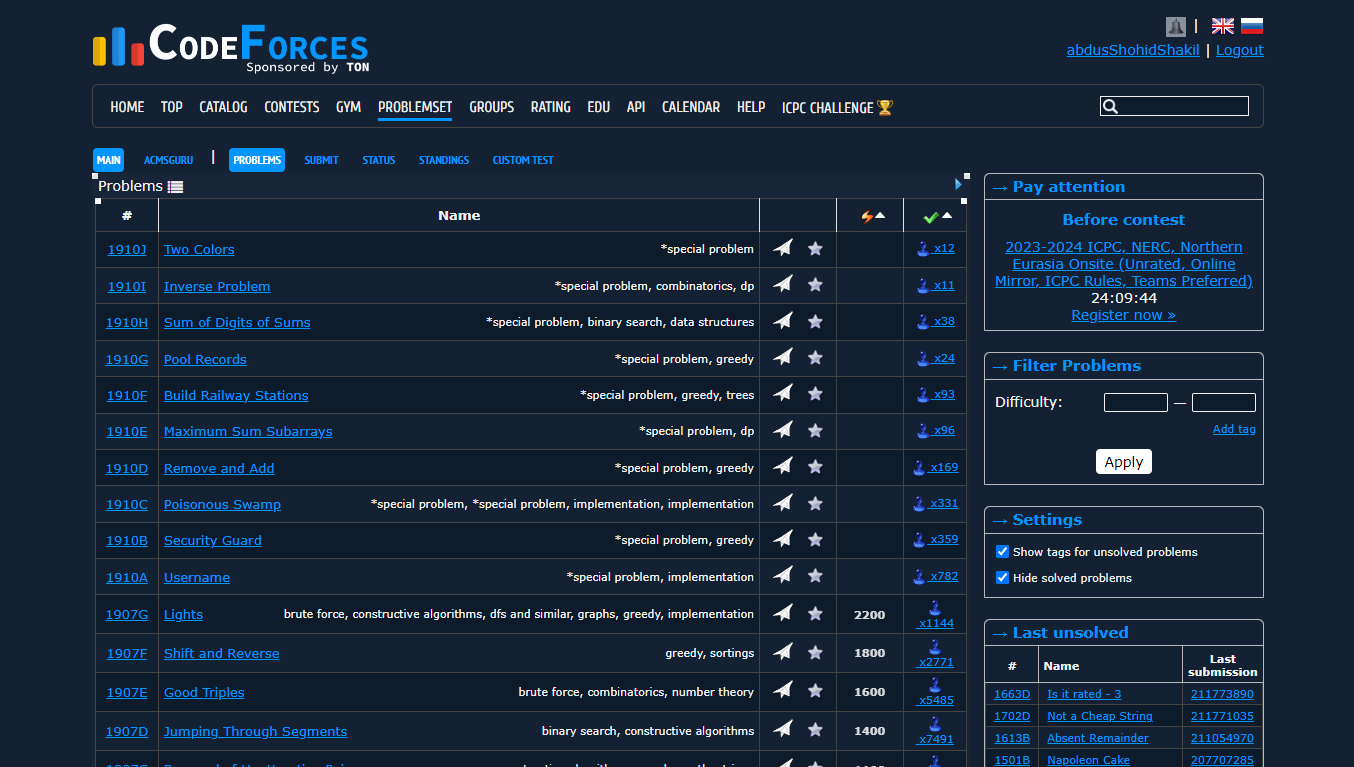 CODEFORCES
Sponsored by TON
|
abdusShohidShakil | Logout
HOME TOP CATALOG CONTESTS GYM PROBLEMSET GROUPS RATING EDU API CALENDAR HELP ICPC CHALLENGE 🏆
MAIN ACMSGURU | PROBLEMS SUBMIT STATUS STANDINGS CUSTOM TEST
Problems
# Name
1910J Two Colors *special problem x12
1910I Inverse Problem *special problem, combinatorics, dp x11
1910H Sum of Digits of Sums *special problem, binary search, data structures x38
1910G Pool Records *special problem, greedy x24
1910F Build Railway Stations *special problem, greedy, trees x93
1910E Maximum Sum Subarrays *special problem, dp x96
1910D Remove and Add *special problem, greedy x169
1910C Poisonous Swamp *special problem, *special problem, implementation, implementation x331
1910B Security Guard *special problem, greedy x359
1910A Username *special problem, implementation x782
1907G Lights brute force, constructive algorithms, dfs and similar, graphs, greedy, implementation 2200 x1144
1907F Shift and Reverse greedy, sortings 1800 x2771
1907E Good Triples brute force, combinatorics, number theory 1600 x5485
1907D Jumping Through Segments binary search, constructive algorithms 1400 x7491
→ Pay attention
Before contest
2023-2024 ICPC, NERC, Northern
Eurasia Onsite (Unrated, Online
Mirror, ICPC Rules, Teams Preferred)
24:09:44
Register now »
→ Filter Problems
Difficulty: —
Add tag
Apply
→ Settings
Show tags for unsolved problems
Hide solved problems
→ Last unsolved
# Name Last submission
1663D Is it rated - 3 211773890
1702D Not a Cheap String 211771035
1613B Absent Remainder 211054970
1501B Napoleon Cake 207707285